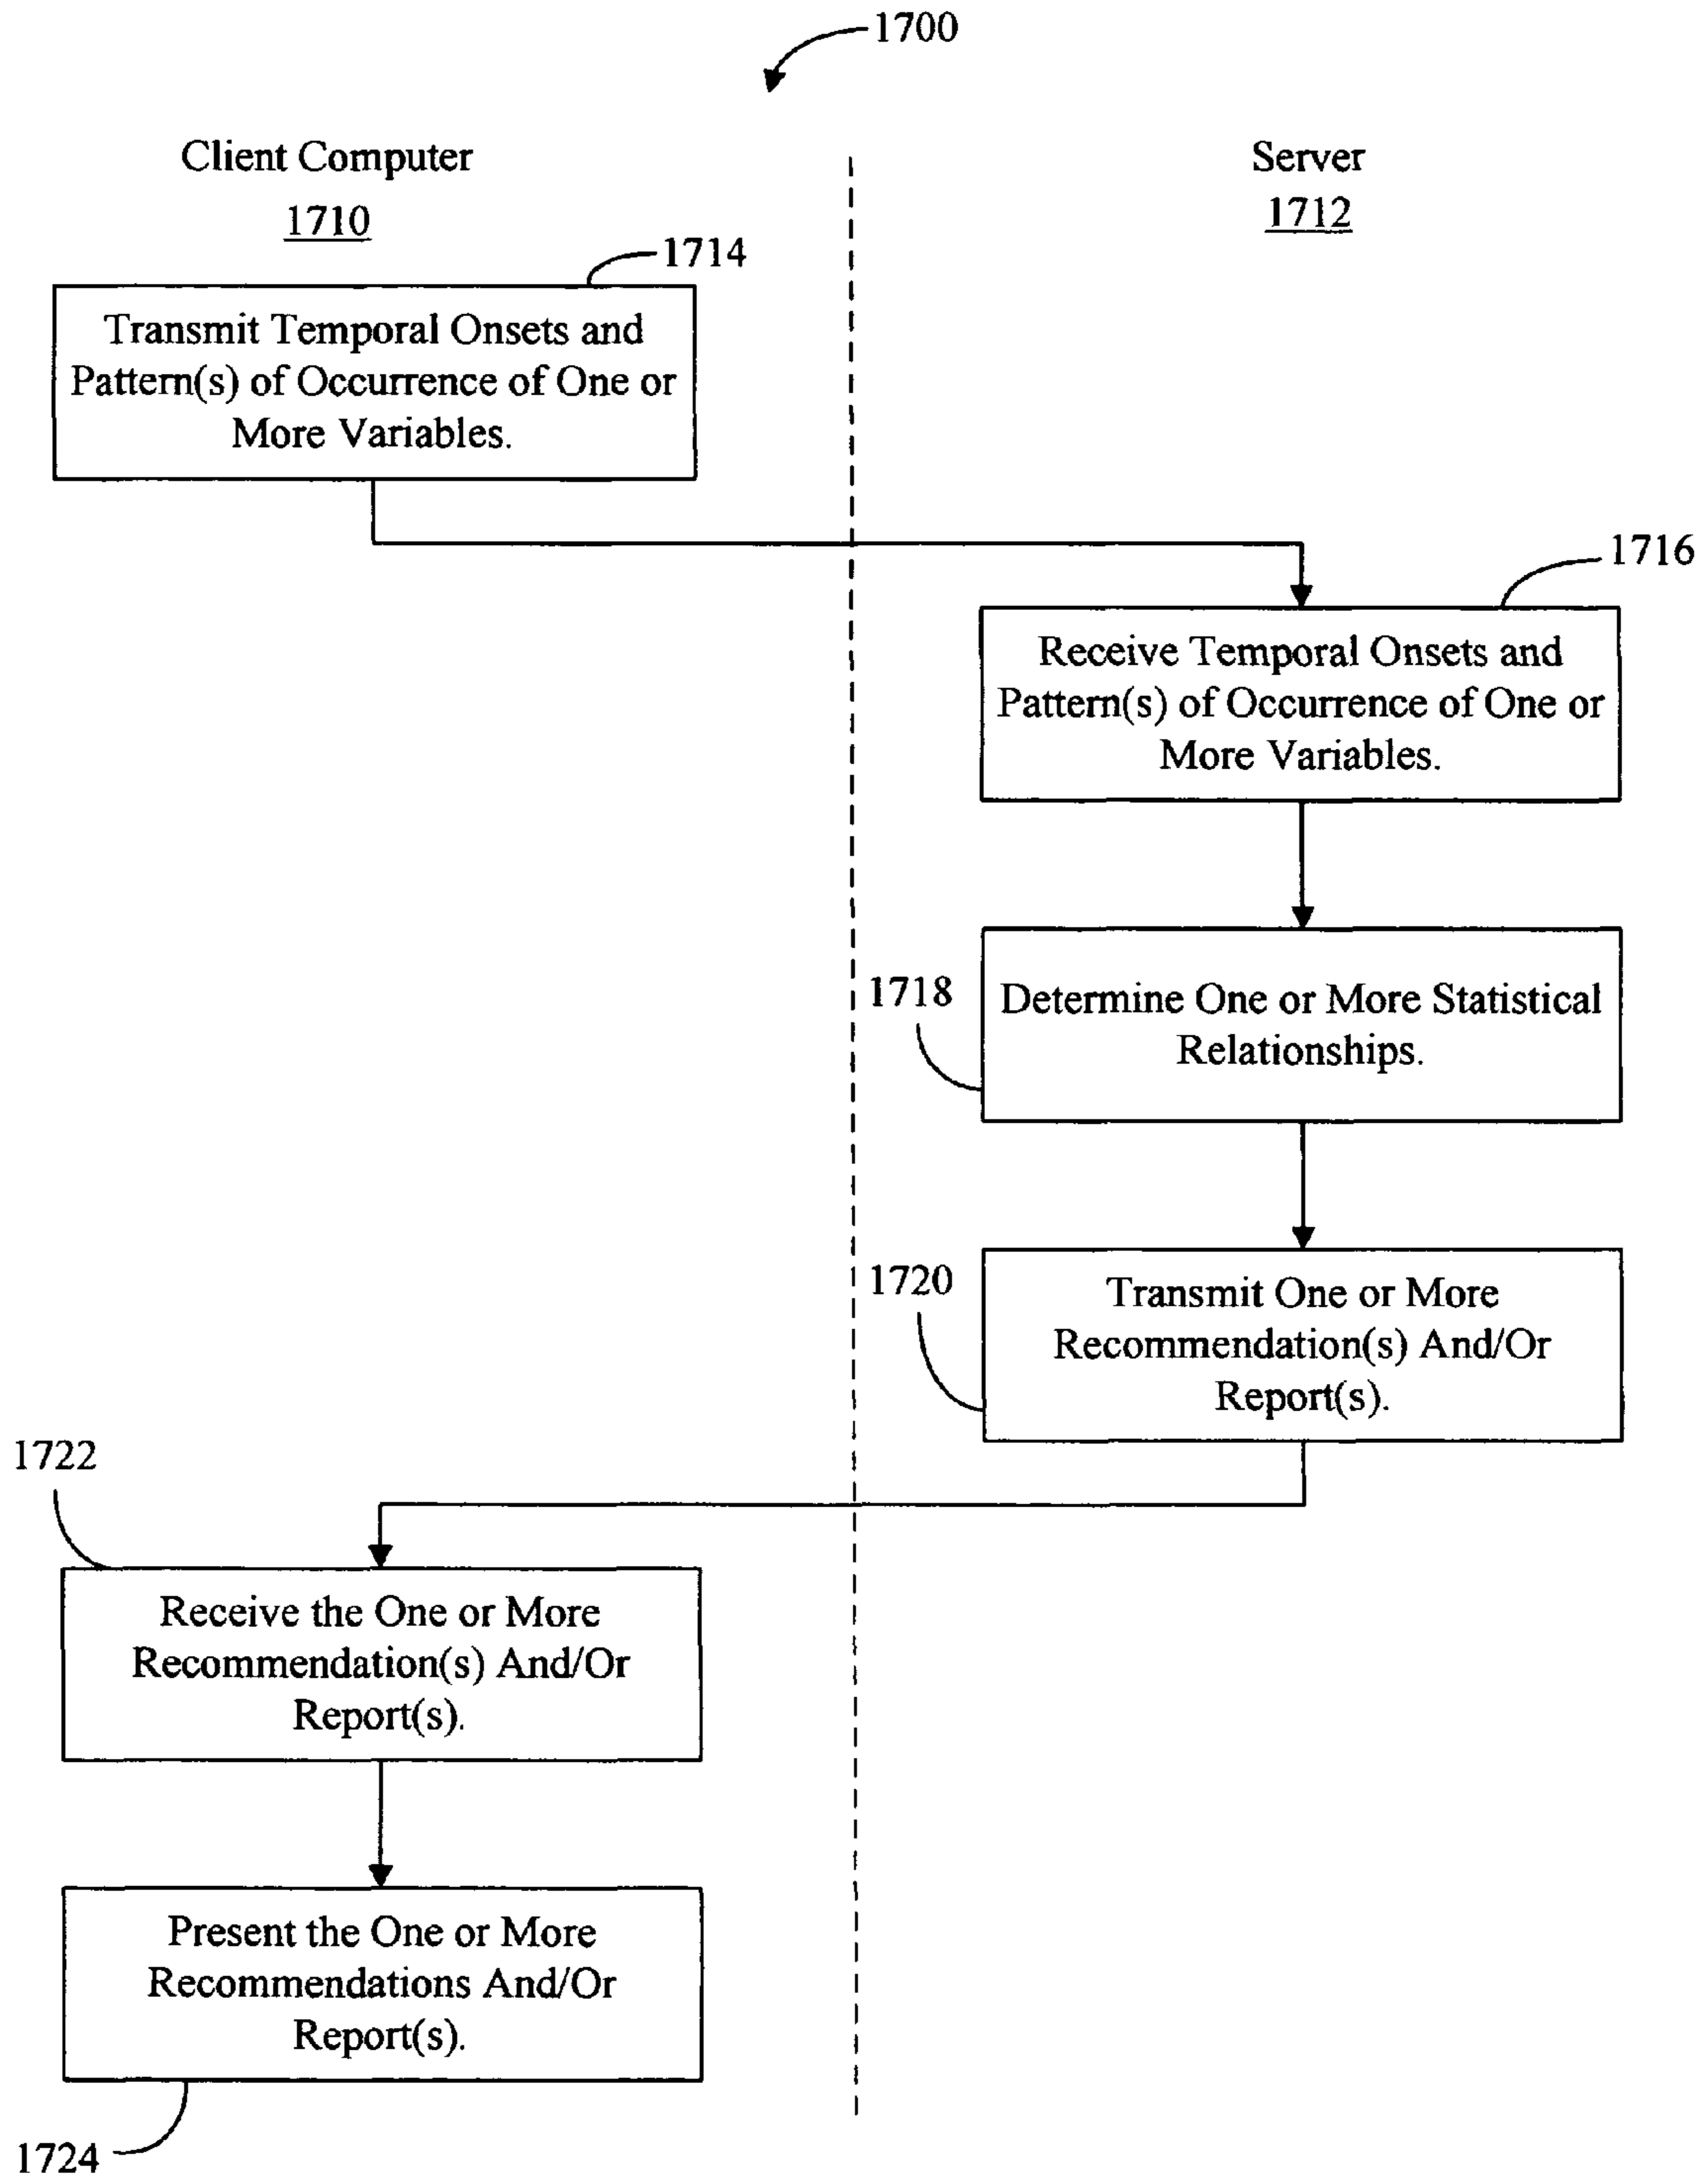 1700
Client Computer
1710
Server
1712
1714
Transmit Temporal Onsets and
Pattern(s) of Occurrence of One or
More Variables.
1716
Receive Temporal Onsets and
Pattern(s) of Occurrence of One or
More Variables.
1718
Determine One or More Statistical
Relationships.
1720
Transmit One or More
Recommendation(s) And/Or
Report(s).
1722
Receive the One or More
Recommendation(s) And/Or
Report(s).
Present the One or More
Recommendations And/Or
Report(s).
1724